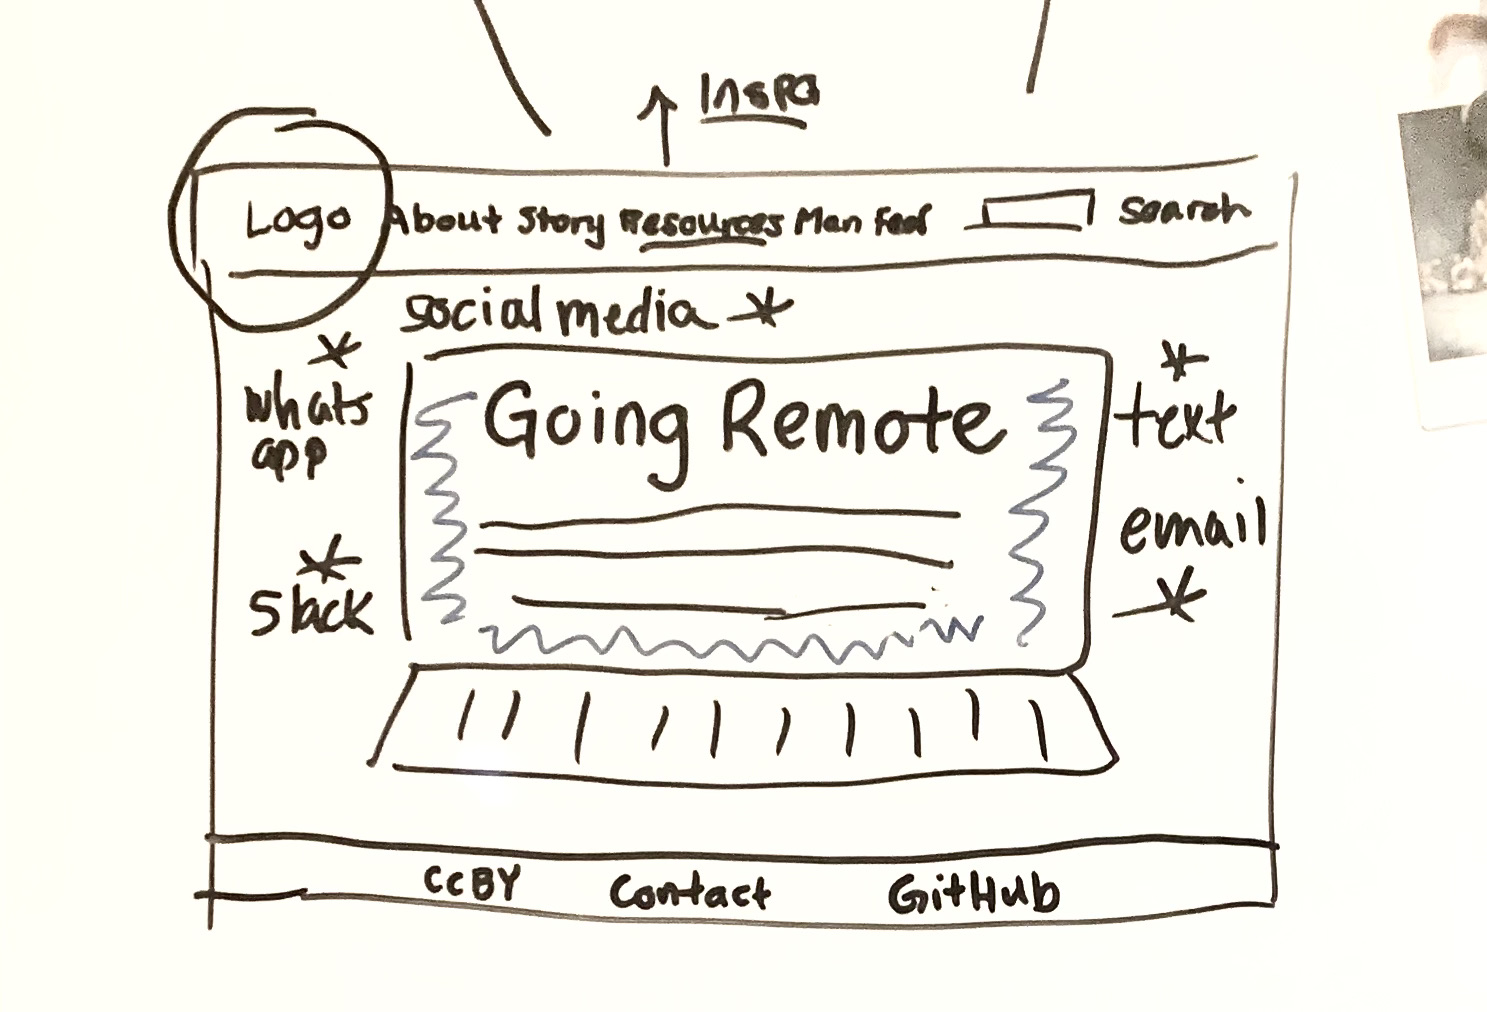 Inspo
Logo About Story Resources Man Fest Search
social media
whats
app
text
Going Remote
email
Slack
CCBY Contact GitHub